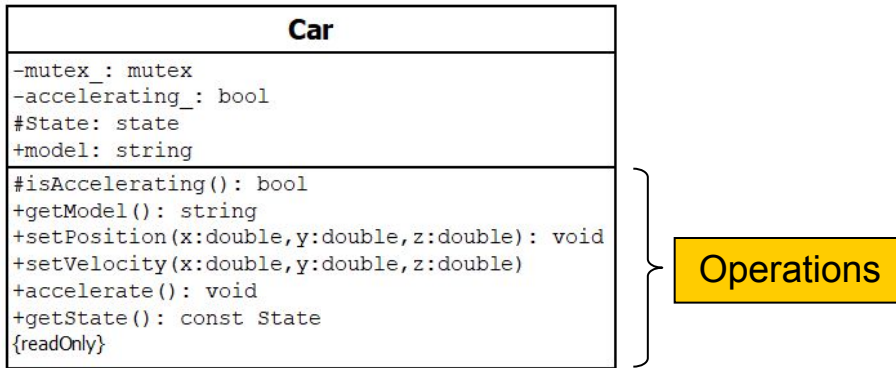 Car
-mutex_: mutex
-accelerating_: bool
#State: state
+model: string
#isAccelerating(): bool
+getModel(): string
+setPosition(x:double,y:double,z:double): void
+setVelocity(x:double,y:double,z:double)
+accelerate(): void
+getState(): const State
{readOnly}
Operations